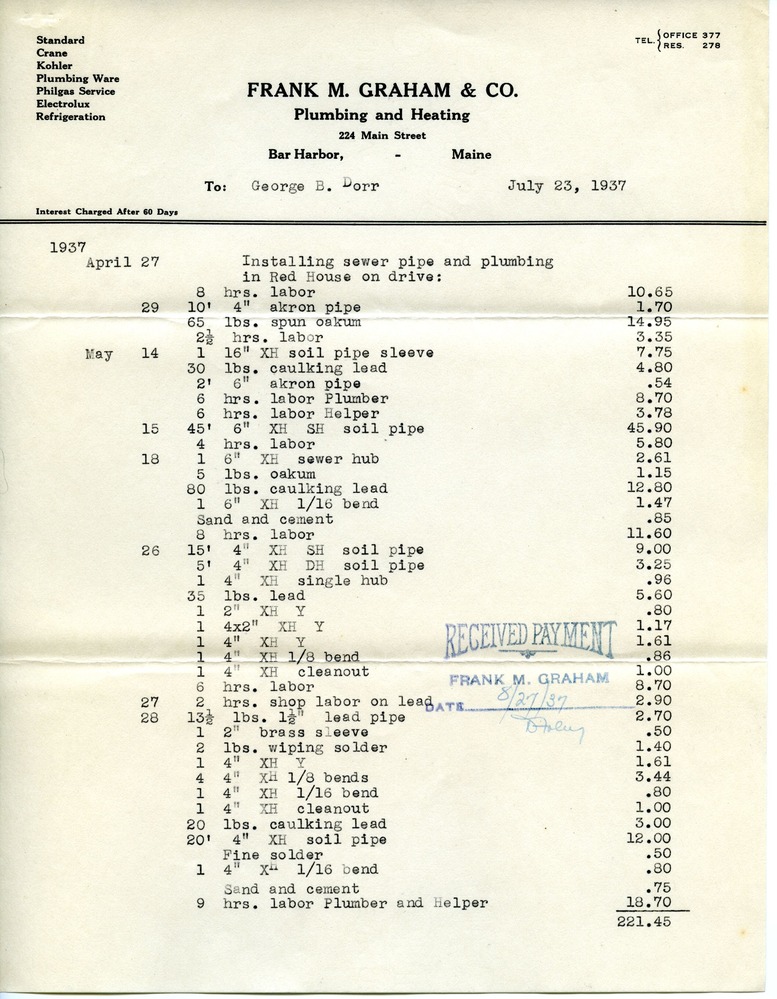 Standard
Crane
Kohler
Plumbing Ware
Philgas Service
Electrolux
Refrigeration
TEL. { OFFICE 377
RES. 278
FRANK M. GRAHAM & CO.
Plumbing and Heating
224 Main Street
Bar Harbor, - Maine
To: George B. Dorr July 23, 1937
Interest Charged After 60 Days
1937
April 27 Installing sewer pipe and plumbing
in Red House on drive:
8 hrs. labor 10.65
29 10' 4" akron pipe 1.70
65 lbs. spun oakum 14.95
2½ hrs. labor 3.35
May 14 1 16" XH soil pipe sleeve 7.75
30 lbs. caulking lead 4.80
2' 6" akron pipe .54
6 hrs. labor Plumber 8.70
6 hrs. labor Helper 3.78
15 45' 6" XH SH soil pipe 45.90
4 hrs. labor 5.80
18 1 6" XH sewer hub 2.61
5 lbs. oakum 1.15
80 lbs. caulking lead 12.80
1 6" XH 1/16 bend 1.47
Sand and cement .85
8 hrs. labor 11.60
26 15' 4" XH SH soil pipe 9.00
5' 4" XH DH soil pipe 3.25
1 4" XH single hub .96
35 lbs. lead 5.60
1 2" XH Y .80
1 4x2" XH Y 1.17
1 4" XH Y 1.61
1 4" XH 1/8 bend .86
1 4" XH cleanout 1.00
6 hrs. labor 8.70
27 2 hrs. shop labor on lead 2.90
28 13½ lbs. 1½" lead pipe 2.70
1 2" brass sleeve .50
2 lbs. wiping solder 1.40
1 4" XH Y 1.61
4 4" XH 1/8 bends 3.44
1 4" XH 1/16 bend .80
1 4" XH cleanout 1.00
20 lbs. caulking lead 3.00
20' 4" XH soil pipe 12.00
Fine solder .50
1 4" XH 1/16 bend .80
Sand and cement .75
9 hrs. labor Plumber and Helper 18.70
221.45
RECEIVED PAYMENT
FRANK M. GRAHAM
DATE 8/27/37